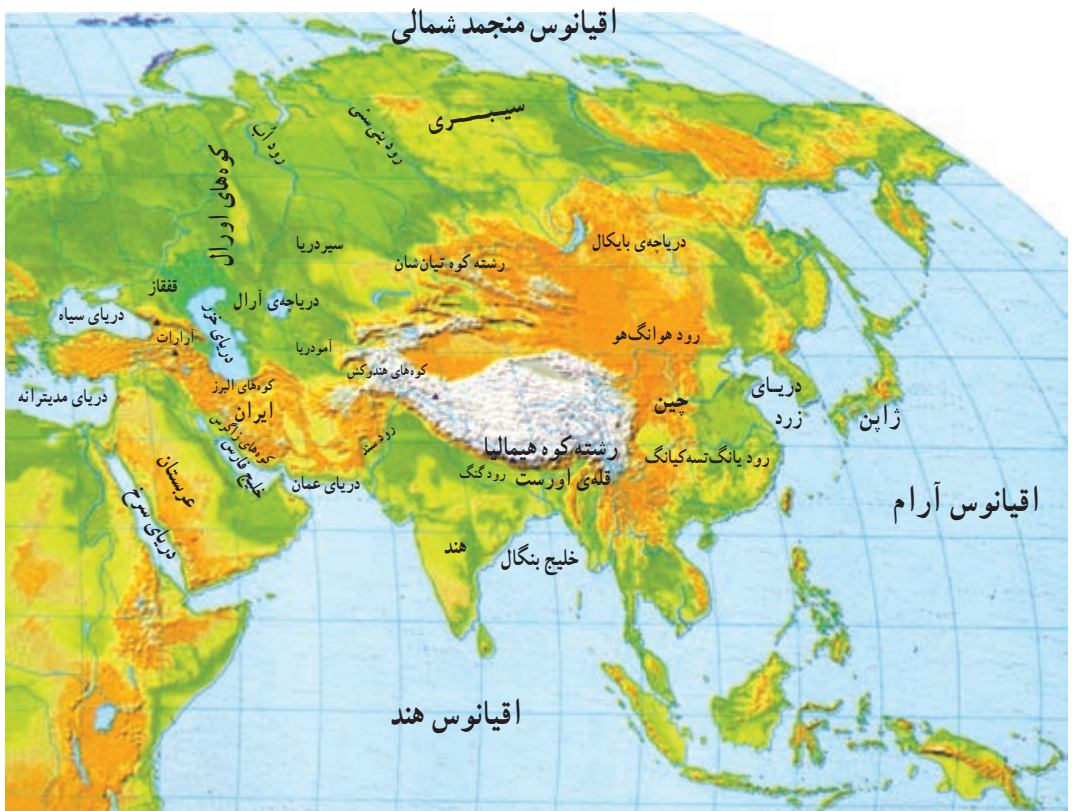 اقیانوس منجمد شمالی
سیبـــری
رود ینی‌سئی
رود اُب
کوه‌های اورال
سیردریا
دریاچه‌ی بایکال
رشته کوه تیان‌شان
قفقاز
دریای سیاه
دریای خزر
دریاچه‌ی آرال
آرارات
آمودریا
رود هوانگ‌هو
کوه‌های هندوکش
کوه‌های البرز
دریای مدیترانه
ایران
چین
دریـای
زرد
ژاپن
کوه‌های زاگرس
رود سند
رشته کوه هیمالیا
رود یانگ‌تسه‌کیانگ
قله‌ی اورست
رود گنگ
خلیج فارس
دریای عمان
عربستان
دریای سرخ
اقیانوس آرام
هند
خلیج بنگال
اقیانوس هند